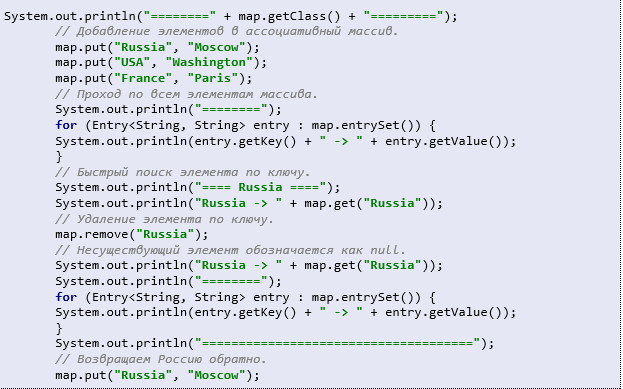 System.out.println("========" + map.getClass() + "=========");
// Добавление элементов в ассоциативный массив.
map.put("Russia", "Moscow");
map.put("USA", "Washington");
map.put("France", "Paris");
// Проход по всем элементам массива.
System.out.println("========");
for (Entry<String, String> entry : map.entrySet()) {
System.out.println(entry.getKey() + " -> " + entry.getValue());
}
// Быстрый поиск элемента по ключу.
System.out.println("==== Russia ====");
System.out.println("Russia -> " + map.get("Russia"));
// Удаление элемента по ключу.
map.remove("Russia");
// Несуществующий элемент обозначается как null.
System.out.println("Russia -> " + map.get("Russia"));
System.out.println("========");
for (Entry<String, String> entry : map.entrySet()) {
System.out.println(entry.getKey() + " -> " + entry.getValue());
}
System.out.println("=====================================");
// Возвращаем Россию обратно.
map.put("Russia", "Moscow");